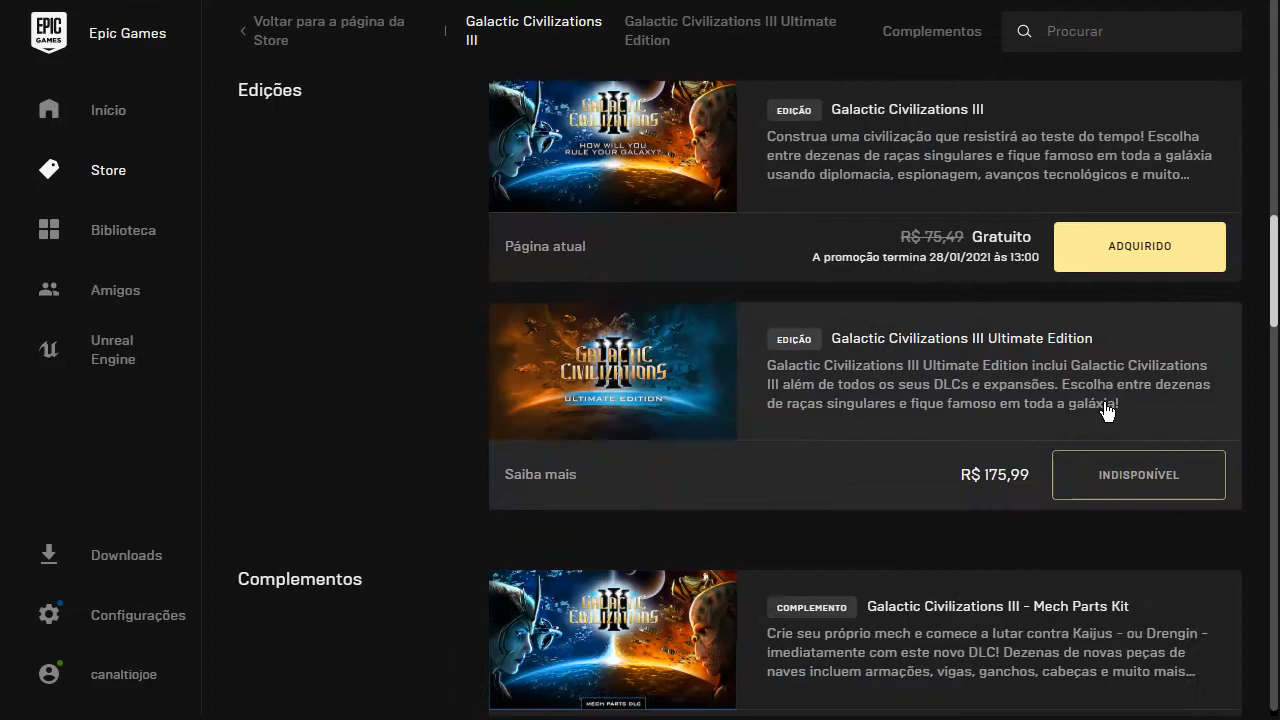 EPIC
GAMES
Epic Games
Início
Store
Biblioteca
Amigos
Unreal
Engine
Downloads
Configurações
canaltiojoe
Voltar para a página da
Store
Galactic Civilizations
III
Galactic Civilizations III Ultimate
Edition
Complementos
Procurar
Edições
GALACTIC
III
CIVILIZATIONS
HOW WILL YOU
RULE YOUR GALAXY?
EDIÇÃO Galactic Civilizations III
Construa uma civilização que resistirá ao teste do tempo! Escolha
entre dezenas de raças singulares e fique famoso em toda a galáxia
usando diplomacia, espionagem, avanços tecnológicos e muito...
Página atual
R$ 75,49 Gratuito
A promoção termina 28/01/2021 às 13:00
ADQUIRIDO
GALACTIC
III
CIVILIZATIONS
ULTIMATE EDITION
EDIÇÃO Galactic Civilizations III Ultimate Edition
Galactic Civilizations III Ultimate Edition inclui Galactic Civilizations
III além de todos os seus DLCs e expansões. Escolha entre dezenas
de raças singulares e fique famoso em toda a galáxia!
Saiba mais
R$ 175,99
INDISPONÍVEL
Complementos
GALACTIC
III
CIVILIZATIONS
MECH PARTS DLC
COMPLEMENTO Galactic Civilizations III - Mech Parts Kit
Crie seu próprio mech e comece a lutar contra Kaijus - ou Drengin -
imediatamente com este novo DLC! Dezenas de novas peças de
naves incluem armações, vigas, ganchos, cabeças e muito mais...